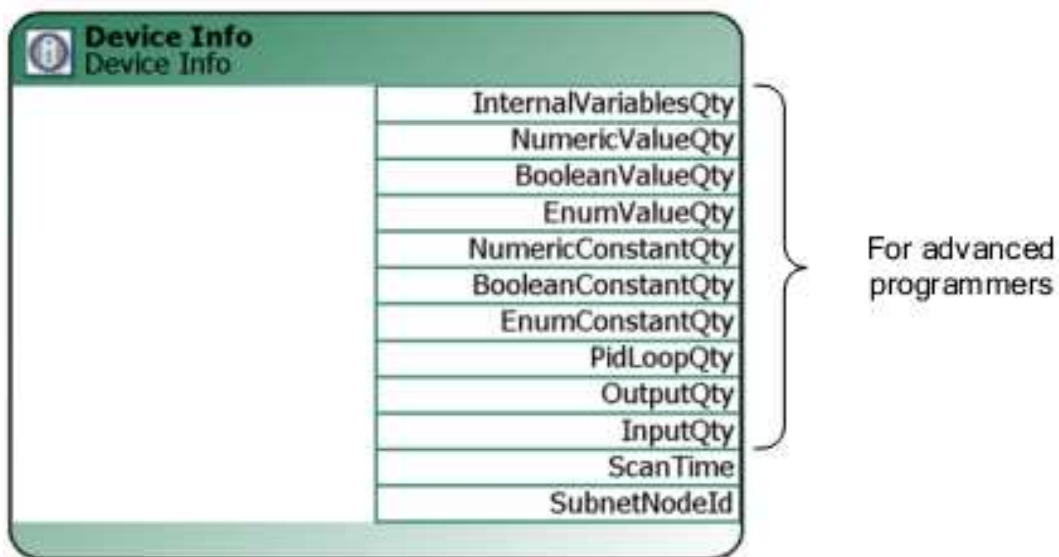 Device Info
Device Info
InternalVariablesQty
NumericValueQty
BooleanValueQty
EnumValueQty
NumericConstantQty
BooleanConstantQty
EnumConstantQty
PidLoopQty
OutputQty
InputQty
ScanTime
SubnetNodeId
For advanced
programmers